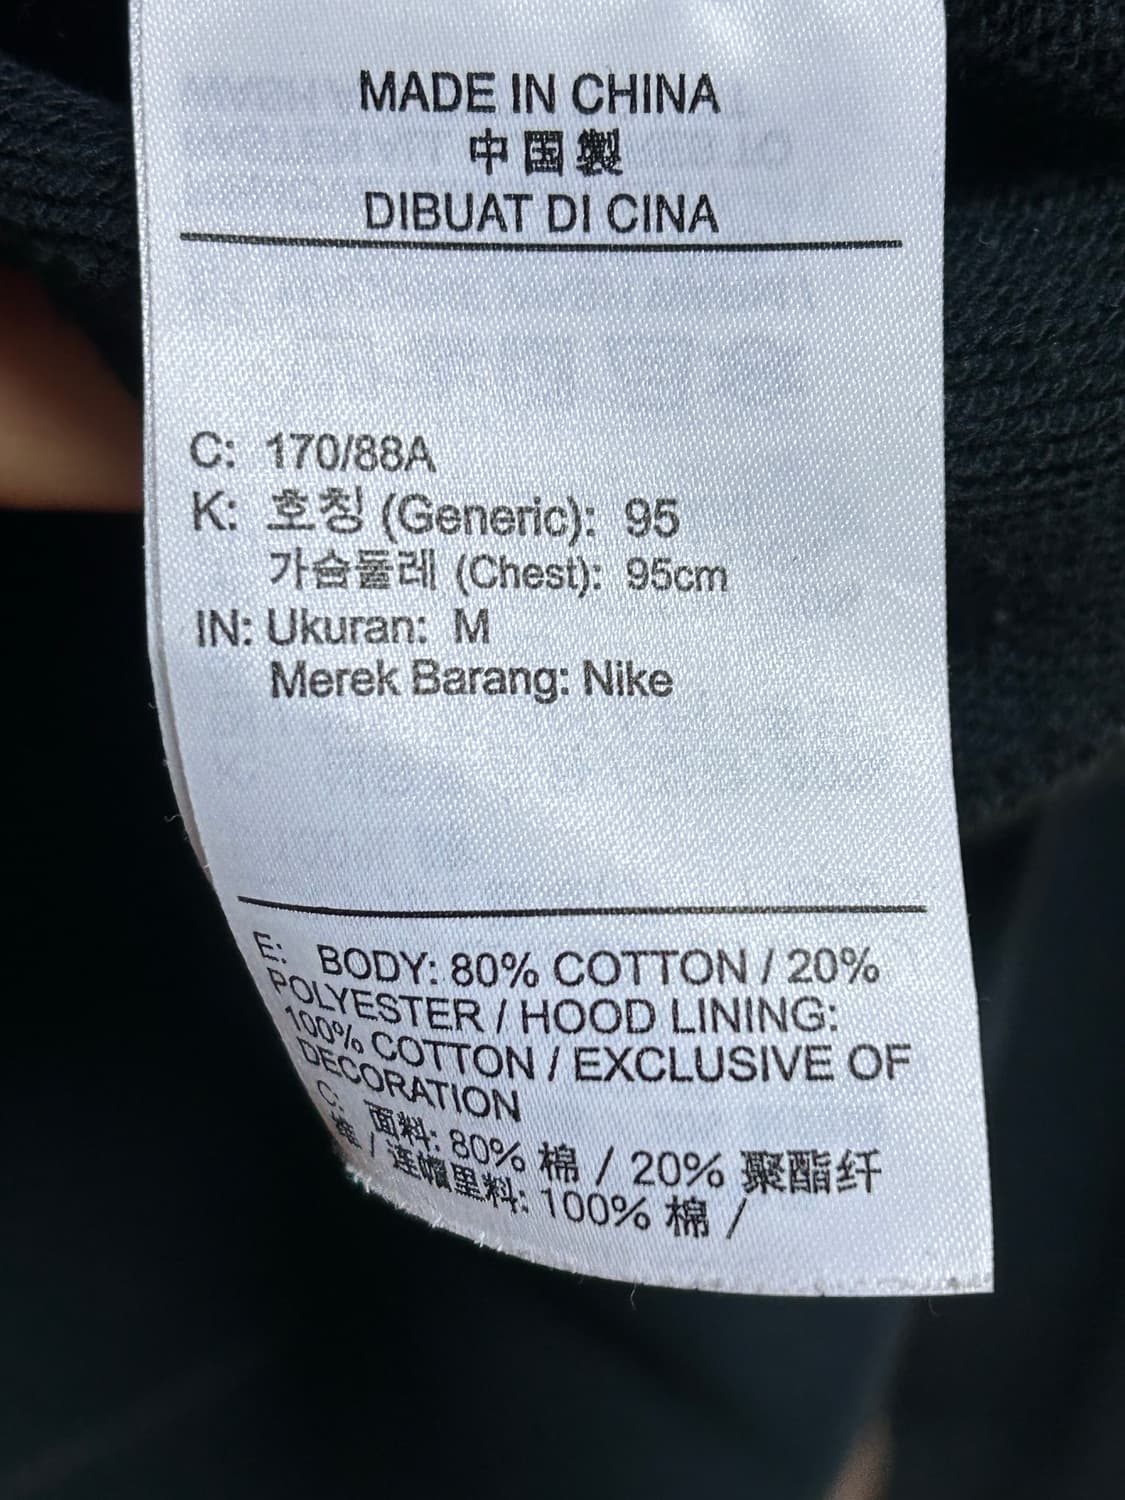 MADE IN CHINA
中国製
DIBUAT DI CINA
C: 170/88A
K: 호칭 (Generic): 95
가슴둘레 (Chest): 95cm
IN: Ukuran: M
Merek Barang: Nike
E: BODY: 80% COTTON / 20%
POLYESTER / HOOD LINING:
100% COTTON / EXCLUSIVE OF
DECORATION
C: 面料: 80% 棉 / 20% 聚酯纤
维 / 连帽里料: 100% 棉 /